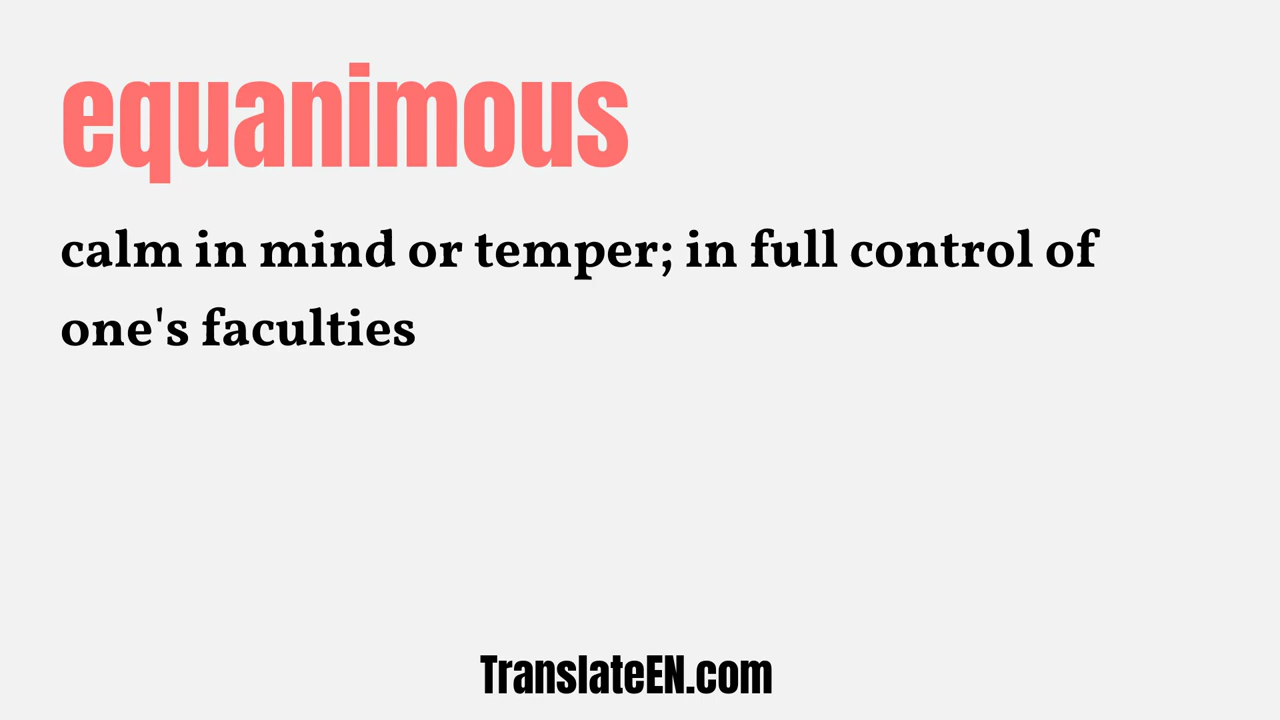 equanimous
calm in mind or temper; in full control of
one's faculties
TranslateEN.com